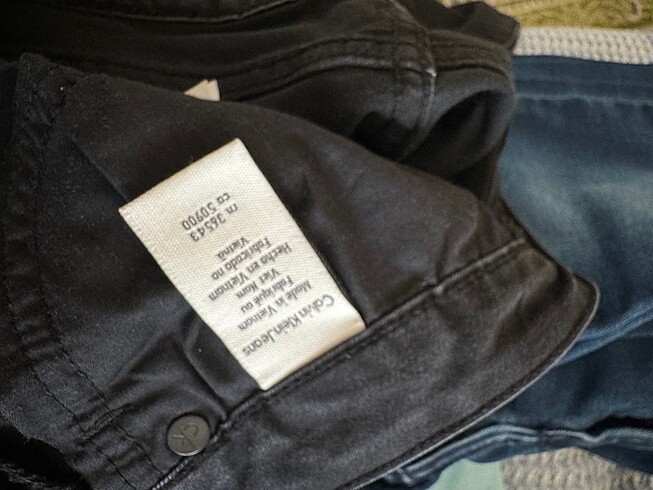 Calvin Klein Jeans
Made in Vietnam
Fabriqué au
Viet Nam
Hecho en Vietnam
Fabricado no
Vietnã
rn 36543
ca 50900